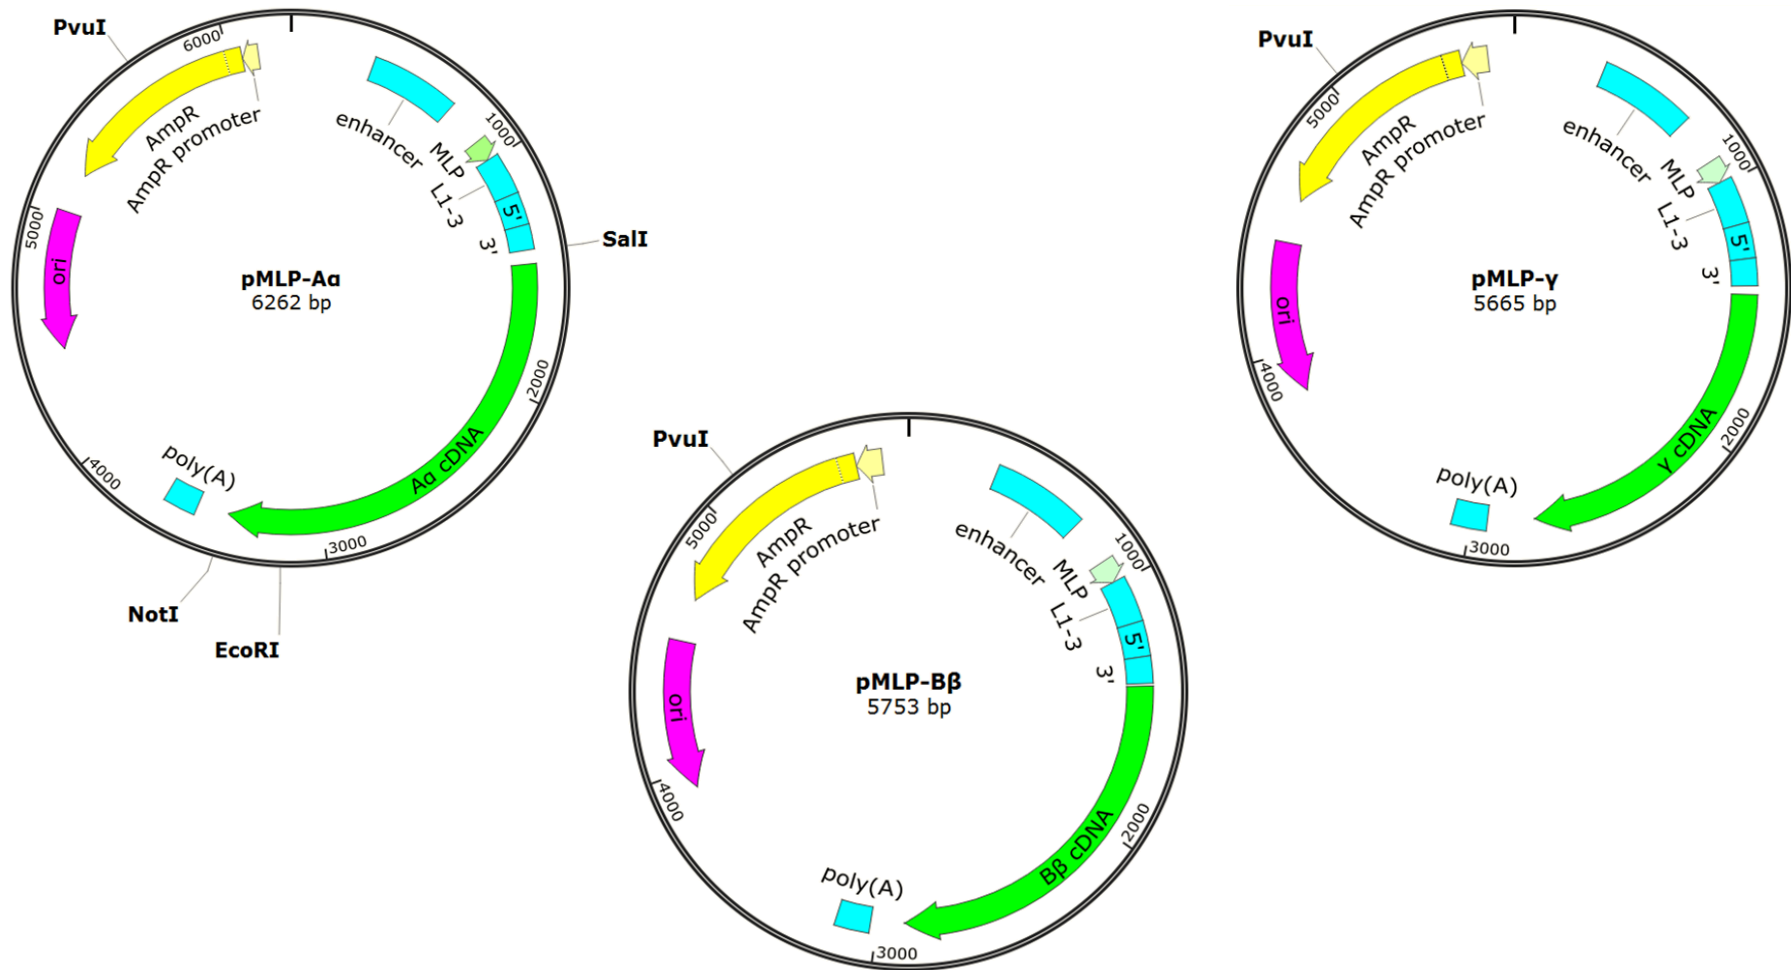 PvuI
6000
AmpR
AmpR promoter
enhancer
MLP
1000
L1-3
5'
3'
SalI
5000
ori
pMLP-Aα
6262 bp
2000
Aα cDNA
poly(A)
4000
3000
NotI
EcoRI
PvuI
5000
AmpR
AmpR promoter
enhancer
MLP
1000
L1-3
5'
3'
ori
pMLP-Bβ
5753 bp
4000
2000
Bβ cDNA
poly(A)
3000
PvuI
5000
AmpR
AmpR promoter
enhancer
MLP
1000
L1-3
5'
3'
ori
pMLP-γ
5665 bp
4000
2000
γ cDNA
poly(A)
3000